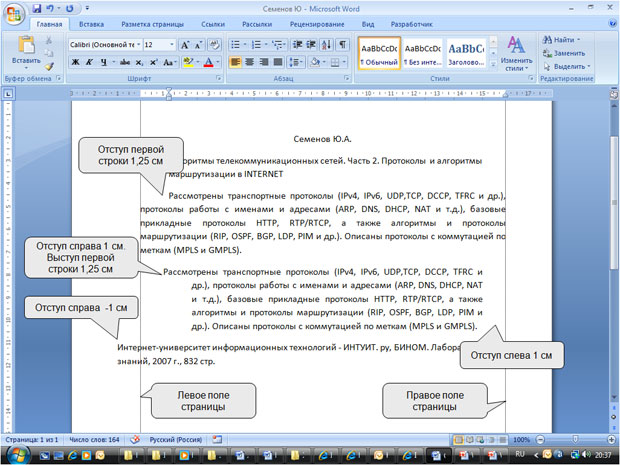 Семенов Ю - Microsoft Word
Главная Вставка Разметка страницы Ссылки Рассылки Рецензирование Вид Разработчик
Calibri (Основной те 12
AaBbCcDc AaBbCcDc AaBbCc
¶ Обычный ¶ Без инте... Заголово...
Вставить
Ж К Ч
Изменить стили
Найти
Заменить
Выделить
Буфер обмена Шрифт Абзац Стили Редактирование
Семенов Ю.А.
Отступ первой
строки 1,25 см
горитмы телекоммуникационных сетей. Часть 2. Протоколы и алгоритмы
маршрутизации в INTERNET
Рассмотрены транспортные протоколы (IPv4, IPv6, UDP,TCP, DCCP, TFRC и др.),
протоколы работы с именами и адресами (ARP, DNS, DHCP, NAT и т.д.), базовые
прикладные протоколы HTTP, RTP/RTCP, а также алгоритмы и протоколы
маршрутизации (RIP, OSPF, BGP, LDP, PIM и др.). Описаны протоколы с коммутацией по
меткам (MPLS и GMPLS).
Отступ справа 1 см.
Выступ первой
строки 1,25 см
Рассмотрены транспортные протоколы (IPv4, IPv6, UDP,TCP, DCCP, TFRC и
др.), протоколы работы с именами и адресами (ARP, DNS, DHCP, NAT
и т.д.), базовые прикладные протоколы HTTP, RTP/RTCP, а также
алгоритмы и протоколы маршрутизации (RIP, OSPF, BGP, LDP, PIM и
др.). Описаны протоколы с коммутацией по меткам (MPLS и GMPLS).
Отступ справа -1 см
Интернет-университет информационных технологий - ИНТУИТ. ру, БИНОМ. Лабора
знаний, 2007 г., 832 стр.
Отступ слева 1 см
Левое поле
страницы
Правое поле
страницы
Страница: 1 из 1 Число слов: 164 Русский (Россия) 100%
RU 20:37